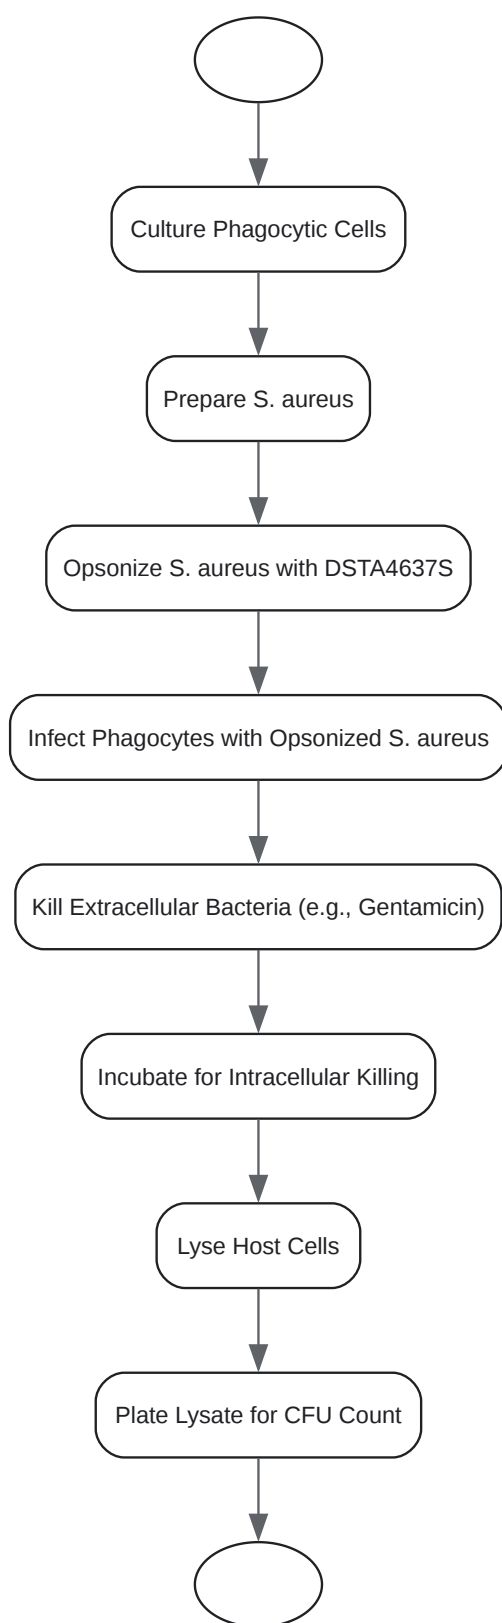 Culture Phagocytic Cells
Prepare S. aureus
Opsonize S. aureus with DSTA4637S
Infect Phagocytes with Opsonized S. aureus
Kill Extracellular Bacteria (e.g., Gentamicin)
Incubate for Intracellular Killing
Lyse Host Cells
Plate Lysate for CFU Count